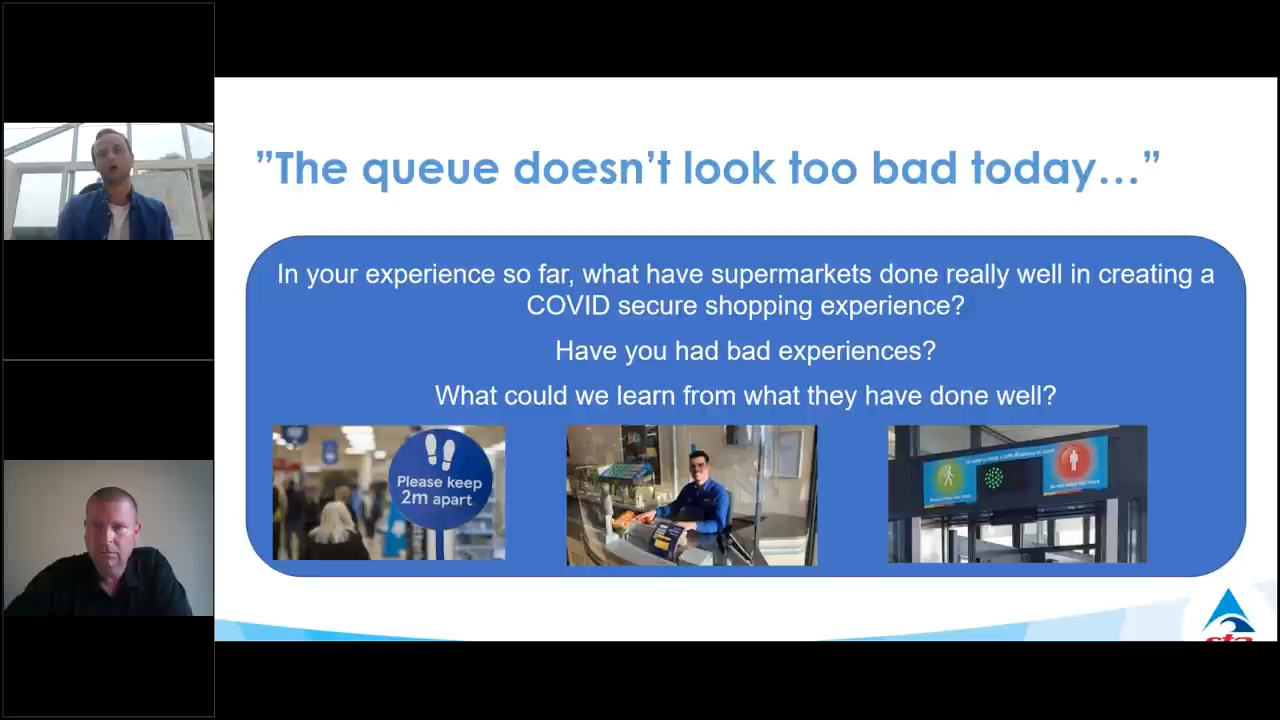 ”The queue doesn’t look too bad today…”
In your experience so far, what have supermarkets done really well in creating a
COVID secure shopping experience?
Have you had bad experiences?
What could we learn from what they have done well?
Please keep
2m apart
sta